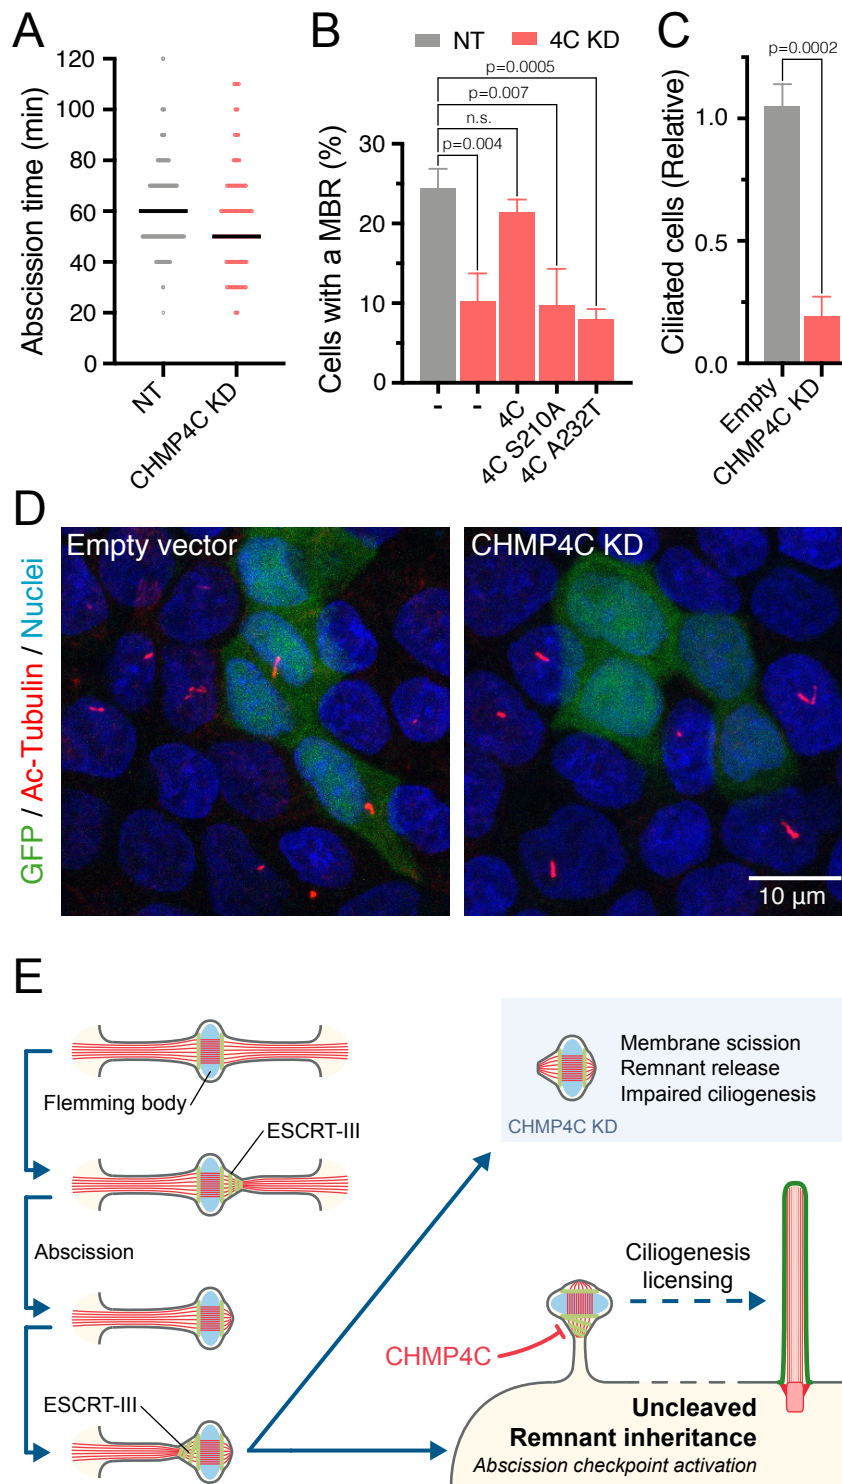 A
Abscission time (min)
120
100
80
60
40
20
0
NT
CHMP4C KD
B
NT
4C KD
p=0.0005
p=0.007
n.s.
p=0.004
Cells with a MBR (%)
30
20
10
0
-
-
4C
4C S210A
4C A232T
C
p=0.0002
Ciliated cells (Relative)
1.0
0.5
0.0
Empty
CHMP4C KD
D
GFP / Ac-Tubulin / Nuclei
Empty vector
CHMP4C KD
10 µm
E
Flemming body
ESCRT-III
Abscission
ESCRT-III
Membrane scission
Remnant release
Impaired ciliogenesis
CHMP4C KD
Ciliogenesis
licensing
CHMP4C
Uncleaved
Remnant inheritance
Abscission checkpoint activation